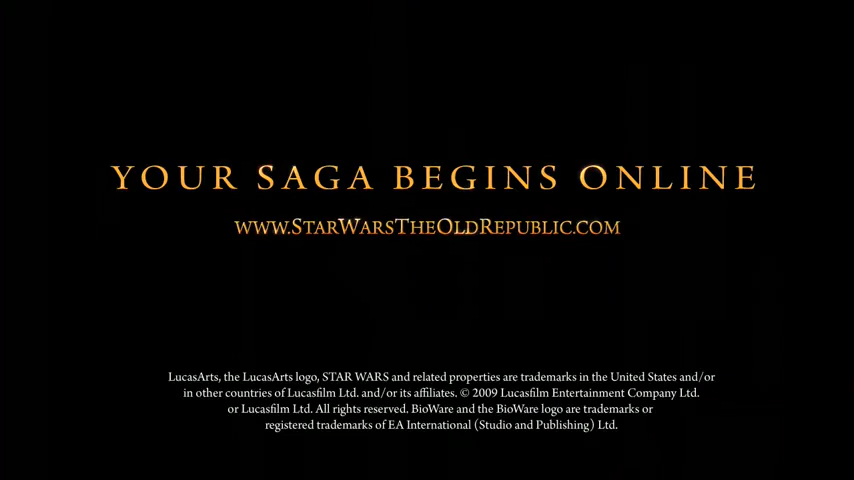 YOUR SAGA BEGINS ONLINE
WWW.STARWARSTHEOLDREPUBLIC.COM
LucasArts, the LucasArts logo, STAR WARS and related properties are trademarks in the United States and/or
in other countries of Lucasfilm Ltd. and/or its affiliates. © 2009 Lucasfilm Entertainment Company Ltd.
or Lucasfilm Ltd. All rights reserved. BioWare and the BioWare logo are trademarks or
registered trademarks of EA International (Studio and Publishing) Ltd.